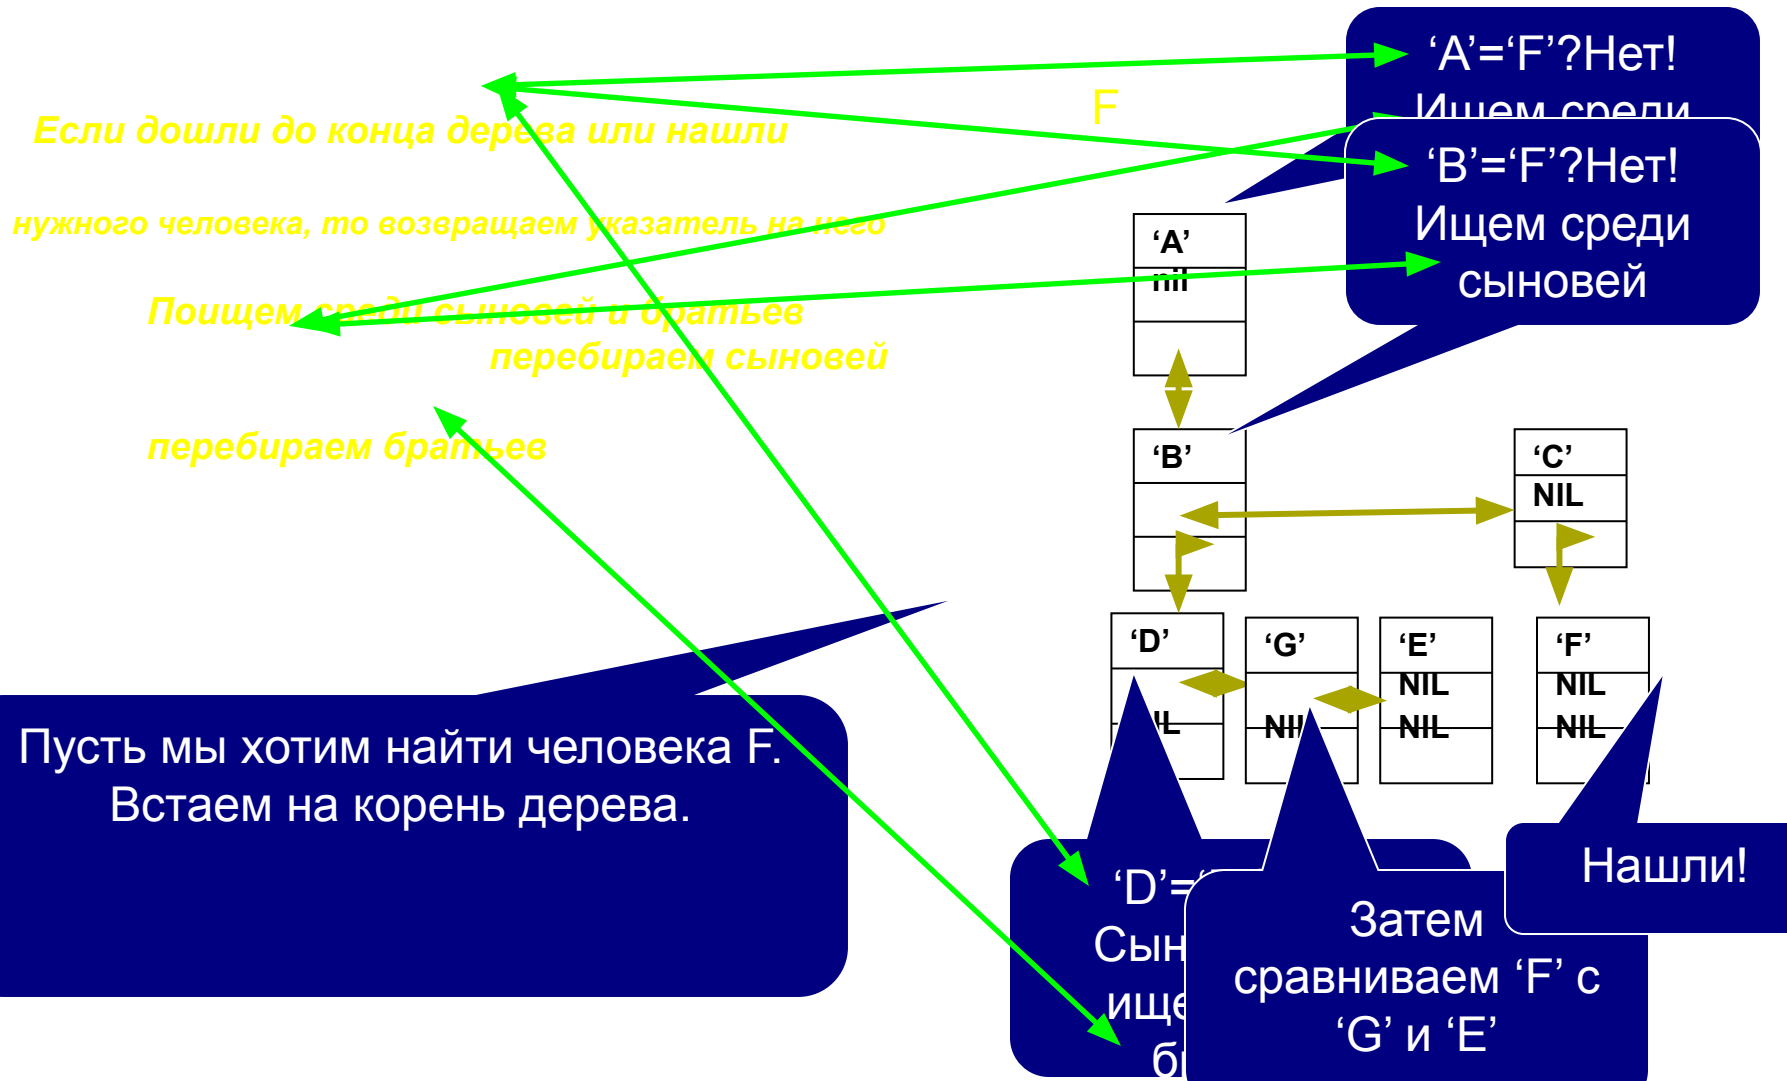 ‘A’=‘F’?Нет!
Ищем среди
F
Если дошли до конца дерева или нашли
‘B’=‘F’?Нет!
Ищем среди
сыновей
нужного человека, то возвращаем указатель на него
‘A’
nil
Поищем среди сыновей и братьев
перебираем сыновей
перебираем братьев
‘B’
‘C’
NIL
‘D’
‘G’
NIL
‘E’
NIL
NIL
‘F’
NIL
NIL
Пусть мы хотим найти человека F.
Встаем на корень дерева.
‘D’=
Нашли!
Затем
сравниваем ‘F’ с
‘G’ и ‘E’